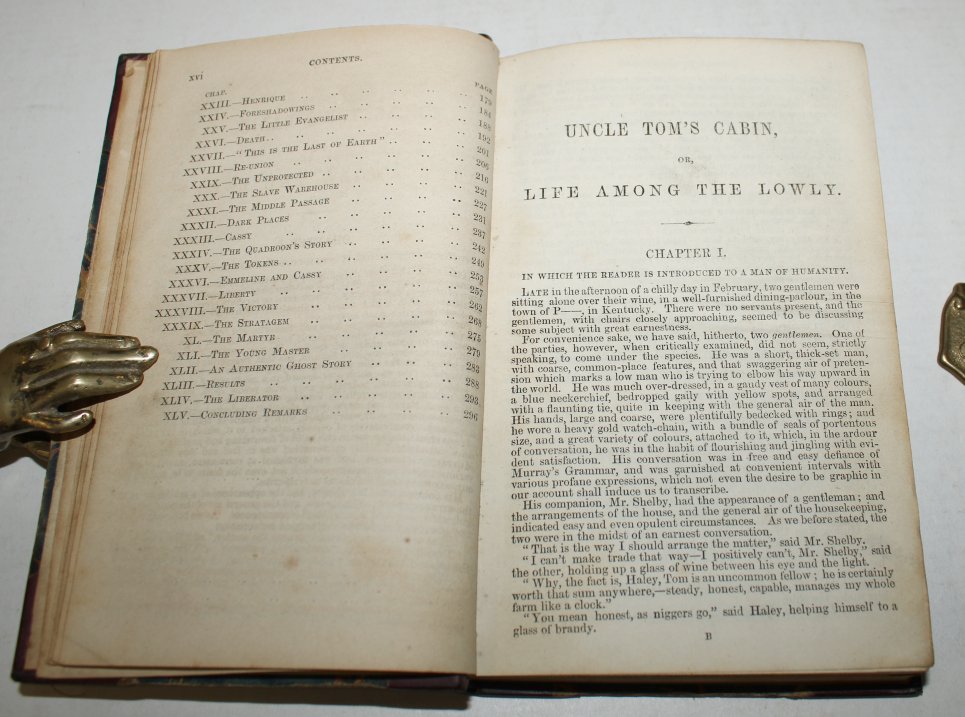 xvi
CONTENTS.
CHAP.
PAGE
XXIII.—Henrique .. .. .. .. .. 179
XXIV.—Foreshadowings .. .. .. .. 184
XXV.—The Little Evangelist .. .. .. 188
XXVI.—Death.. .. .. .. .. .. 192
XXVII.—"This is the Last of Earth" .. .. .. 201
XXVIII.—Re-union .. .. .. .. .. 206
XXIX.—The Unprotected .. .. .. .. 216
XXX.—The Slave Warehouse .. .. .. 221
XXXI.—The Middle Passage .. .. .. 227
XXXII.—Dark Places .. .. .. .. 231
XXXIII.—Cassy .. .. .. .. .. 237
XXXIV.—The Quadroon's Story .. .. .. 242
XXXV.—The Tokens .. .. .. .. .. 249
XXXVI.—Emmeline and Cassy .. .. .. 253
XXXVII.—Liberty .. .. .. .. .. 257
XXXVIII.—The Victory .. .. .. .. 262
XXXIX.—The Stratagem .. .. .. .. 268
XL.—The Martyr .. .. .. .. 275
XLI.—The Young Master .. .. .. .. 279
XLII.—An Authentic Ghost Story .. .. .. 283
XLIII.—Results .. .. .. .. .. 288
XLIV.—The Liberator .. .. .. .. 293
XLV.—Concluding Remarks .. .. .. .. 296
UNCLE TOM'S CABIN,
OR,
LIFE AMONG THE LOWLY.
CHAPTER I.
IN WHICH THE READER IS INTRODUCED TO A MAN OF HUMANITY.
Late in the afternoon of a chilly day in February, two gentlemen were
sitting alone over their wine, in a well-furnished dining-parlour, in the
town of P——, in Kentucky. There were no servants present, and the
gentlemen, with chairs closely approaching, seemed to be discussing
some subject with great earnestness.
For convenience sake, we have said, hitherto, two gentlemen. One of
the parties, however, when critically examined, did not seem, strictly
speaking, to come under the species. He was a short, thick-set man,
with coarse, common-place features, and that swaggering air of preten-
sion which marks a low man who is trying to elbow his way upward in
the world. He was much over-dressed, in a gaudy vest of many colours,
a blue neckerchief, bedropped gaily with yellow spots, and arranged
with a flaunting tie, quite in keeping with the general air of the man.
His hands, large and coarse, were plentifully bedecked with rings; and
he wore a heavy gold watch-chain, with a bundle of seals of portentous
size, and a great variety of colours, attached to it, which, in the ardour
of conversation, he was in the habit of flourishing and jingling with evi-
dent satisfaction. His conversation was in free and easy defiance of
Murray's Grammar, and was garnished at convenient intervals with
various profane expressions, which not even the desire to be graphic in
our account shall induce us to transcribe.
His companion, Mr. Shelby, had the appearance of a gentleman; and
the arrangements of the house, and the general air of the housekeeping,
indicated easy and even opulent circumstances. As we before stated, the
two were in the midst of an earnest conversation.
"That is the way I should arrange the matter," said Mr. Shelby.
"I can't make trade that way—I positively can't, Mr. Shelby," said
the other, holding up a glass of wine between his eye and the light.
"Why, the fact is, Haley, Tom is an uncommon fellow; he is certainly
worth that sum anywhere,—steady, honest, capable, manages my whole
farm like a clock."
"You mean honest, as niggers go," said Haley, helping himself to a
glass of brandy.
B